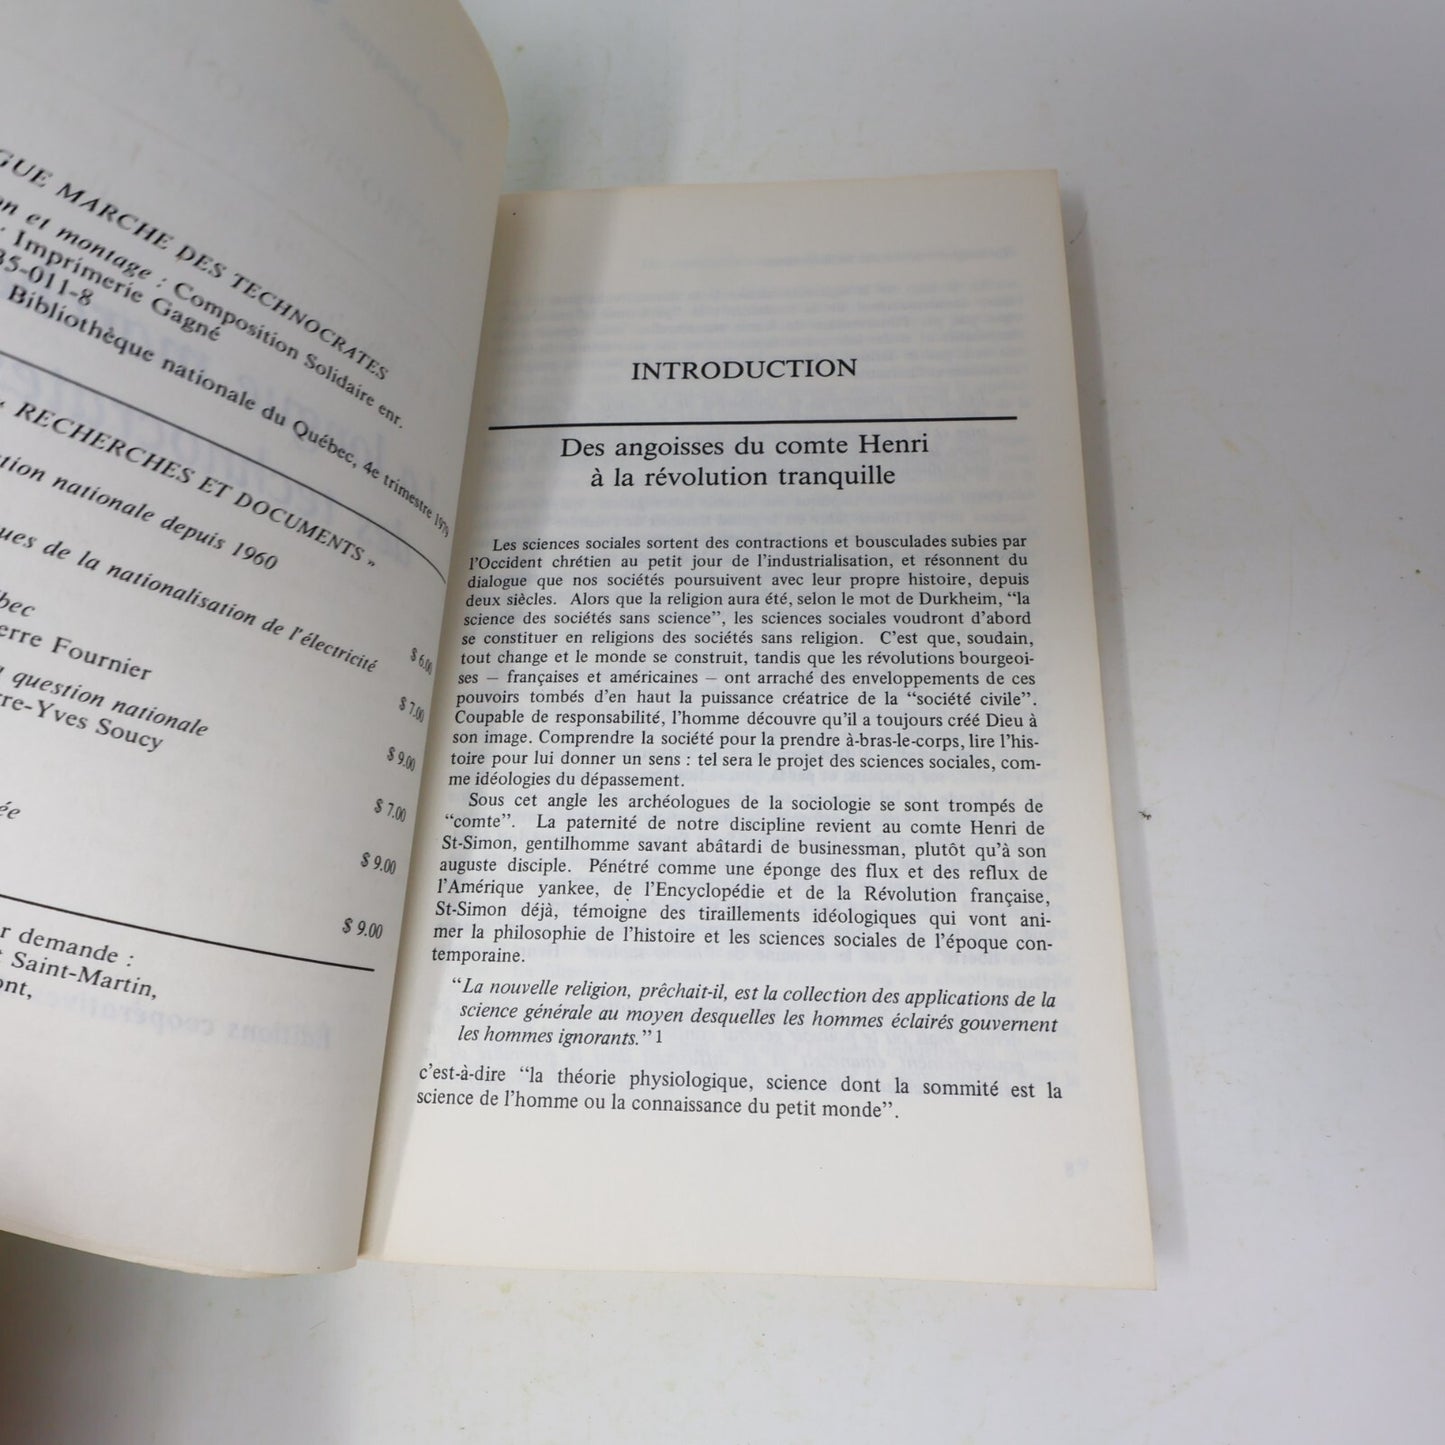 GUE MARCHE DES TECHNOCRATES
on et montage : Composition Solidaire enr.
Imprimerie Gagné
35-011-8
Bibliothèque nationale du Québec, 4e trimestre 1979
RECHERCHES ET DOCUMENTS »
stion nationale depuis 1960
$ 6.00
ues de la nationalisation de l'électricité
$ 7.00
bec
erre Fournier
$ 9.00
question nationale
re-Yves Soucy
$ 7.00
ée
$ 9.00
$ 9.00
r demande :
Saint-Martin,
ont,
INTRODUCTION
Des angoisses du comte Henri
à la révolution tranquille
Les sciences sociales sortent des contractions et bousculades subies par
l'Occident chrétien au petit jour de l'industrialisation, et résonnent du
dialogue que nos sociétés poursuivent avec leur propre histoire, depuis
deux siècles. Alors que la religion aura été, selon le mot de Durkheim, “la
science des sociétés sans science”, les sciences sociales voudront d'abord
se constituer en religions des sociétés sans religion. C'est que, soudain,
tout change et le monde se construit, tandis que les révolutions bourgeoi-
ses — françaises et américaines — ont arraché des enveloppements de ces
pouvoirs tombés d'en haut la puissance créatrice de la “société civile”.
Coupable de responsabilité, l'homme découvre qu'il a toujours créé Dieu à
son image. Comprendre la société pour la prendre à-bras-le-corps, lire l'his-
toire pour lui donner un sens : tel sera le projet des sciences sociales, com-
me idéologies du dépassement.
Sous cet angle les archéologues de la sociologie se sont trompés de
“comte”. La paternité de notre discipline revient au comte Henri de
St-Simon, gentilhomme savant abâtardi de businessman, plutôt qu'à son
auguste disciple. Pénétré comme une éponge des flux et des reflux de
l'Amérique yankee, de l'Encyclopédie et de la Révolution française,
St-Simon déjà, témoigne des tiraillements idéologiques qui vont ani-
mer la philosophie de l'histoire et les sciences sociales de l'époque con-
temporaine.
“La nouvelle religion, prêchait-il, est la collection des applications de la
science générale au moyen desquelles les hommes éclairés gouvernent
les hommes ignorants.” 1
c'est-à-dire “la théorie physiologique, science dont la sommité est la
science de l'homme ou la connaissance du petit monde”.